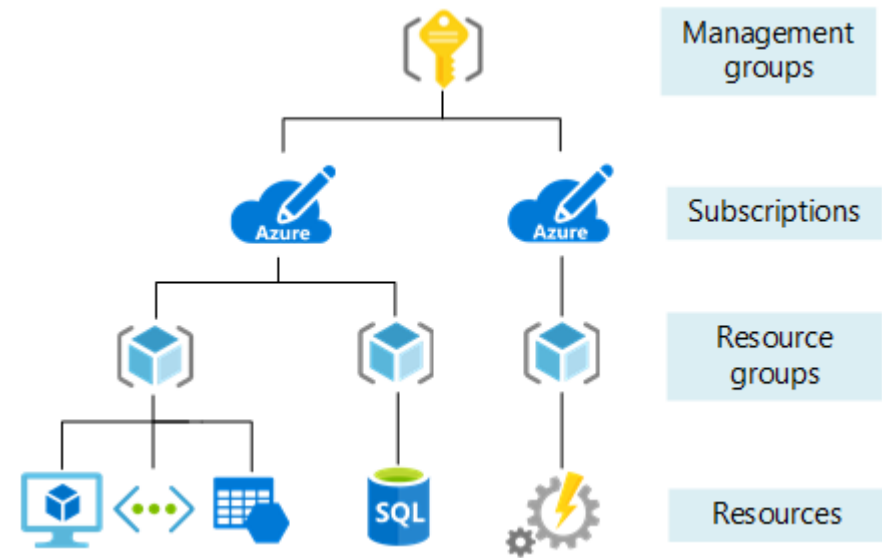 Management
groups
Azure
Azure
Subscriptions
Resource
groups
SQL
Resources